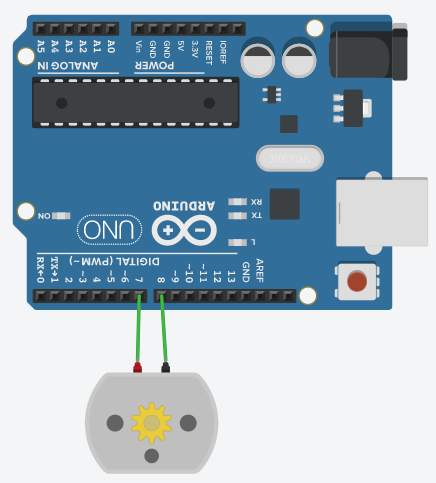 A5 A4 A3 A2 A1 A0
Vin GND GND 5V 3.3V RESET IOREF
ANALOG IN
POWER
RX
TX
ON
UNO
ARDUINO
L
DIGITAL (PWM ~)
RX←0 TX→1 2 ~3 4 ~5 ~6 7 8 ~9 ~10 ~11 12 13 GND AREF